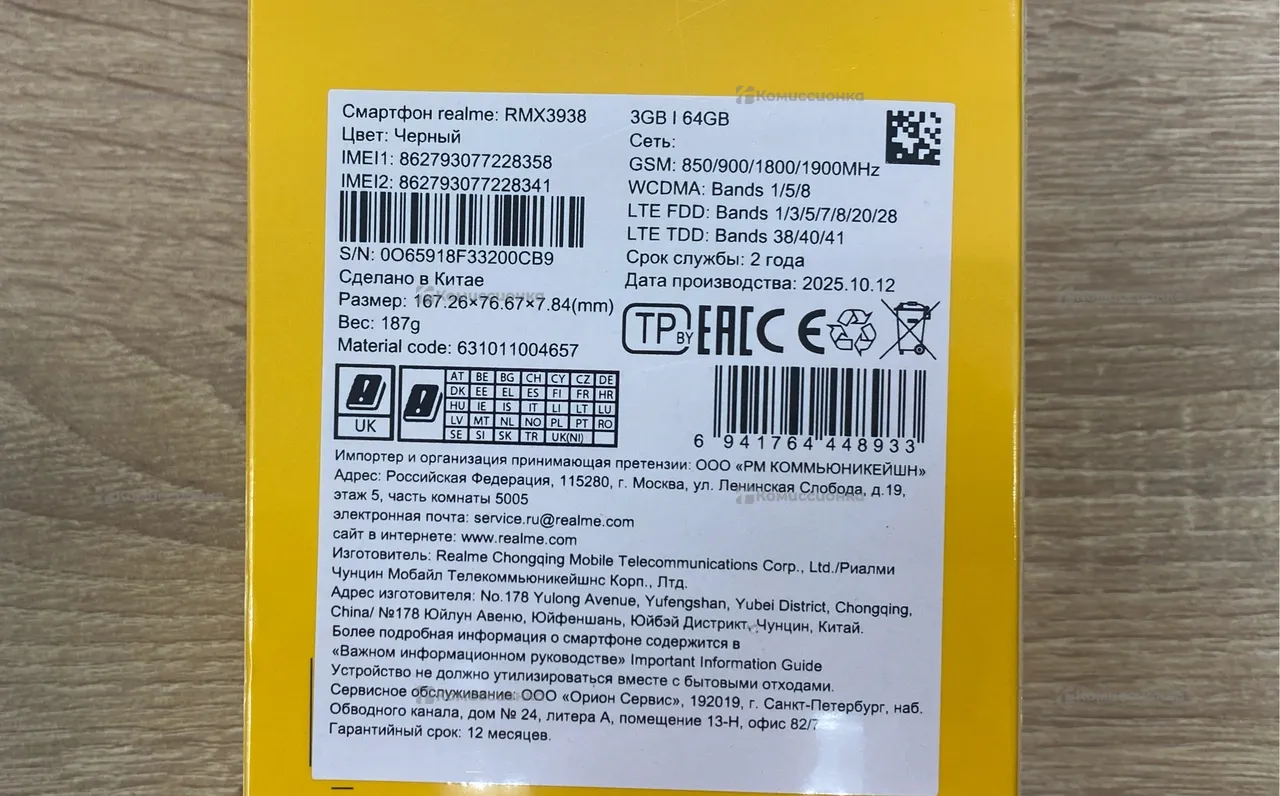 Комиссионка
Смартфон realme: RMX3938
Цвет: Черный
IMEI1: 862793077228358
IMEI2: 862793077228341
S/N: 0O65918F33200CB9
Сделано в Китае
Комиссионка
Размер: 167.26×76.67×7.84(mm)
Вес: 187g
Material code: 631011004657
3GB I 64GB
Сеть:
GSM: 850/900/1800/1900MHz
WCDMA: Bands 1/5/8
LTE FDD: Bands 1/3/5/7/8/20/28
LTE TDD: Bands 38/40/41
Срок службы: 2 года
Дата производства: 2025.10.12
TP BY EAC CE
UK
AT BE BG CH CY CZ DE
DK EE EL ES FI FR HR
HU IE IS IT LI LT LU
LV MT NL NO PL PT RO
SE SI SK TR UK(NI)
6 941764 448933
Импортер и организация принимающая претензии: ООО «РМ КОММЬЮНИКЕЙШН»
Адрес: Российская Федерация, 115280, г. Москва, ул. Ленинская Слобода, д.19,
этаж 5, часть комнаты 5005
Комиссионка
электронная почта: service.ru@realme.com
сайт в интернете: www.realme.com
Изготовитель: Realme Chongqing Mobile Telecommunications Corp., Ltd./Риалми
Чунцин Мобайл Телекоммьюникейшнс Корп., Лтд.
Адрес изготовителя: No.178 Yulong Avenue, Yufengshan, Yubei District, Chongqing,
China/ №178 Юйлун Авеню, Юйфеншань, Юйбэй Дистрикт, Чунцин, Китай.
Более подробная информация о смартфоне содержится в
«Важном информационном руководстве» Important Information Guide
Устройство не должно утилизироваться вместе с бытовыми отходами.
Сервисное обслуживание: ООО «Орион Сервис», 192019, г. Санкт-Петербург, наб.
Обводного канала, дом № 24, литера А, помещение 13-Н, офис 82/7
Гарантийный срок: 12 месяцев.